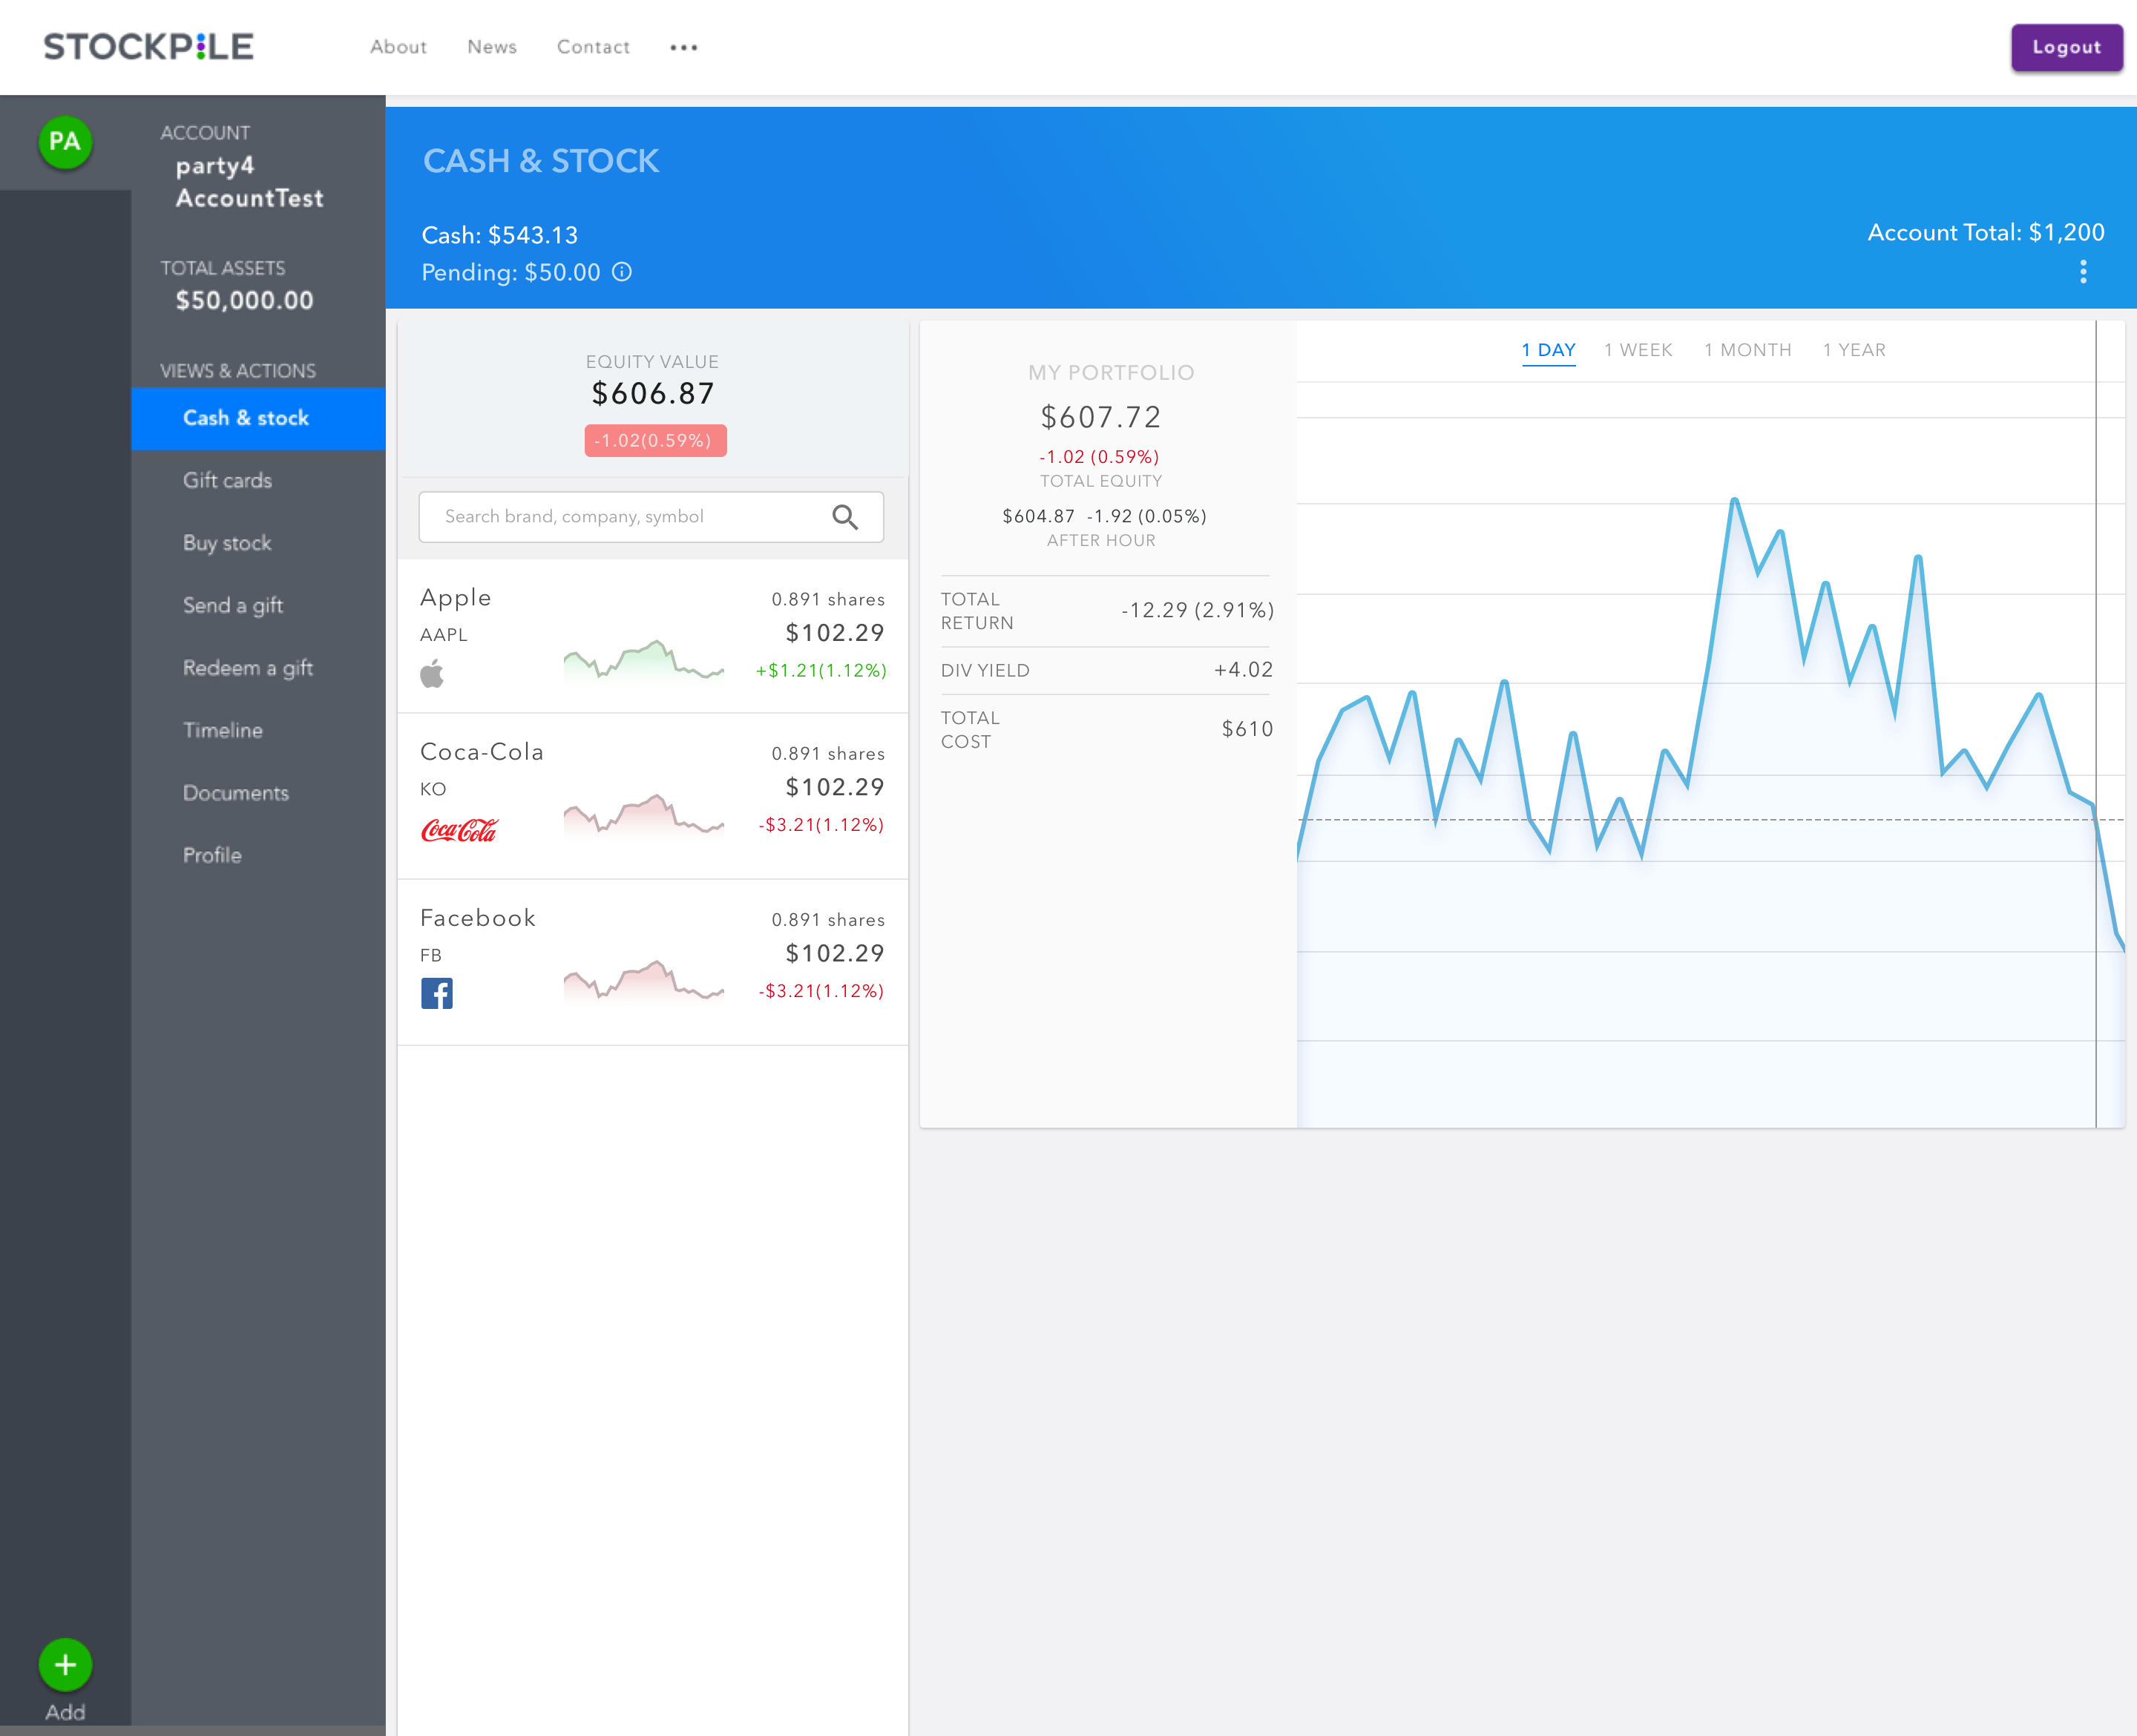 STOCKPILE
About News Contact •••
Logout
PA
ACCOUNT
party4
AccountTest
TOTAL ASSETS
$50,000.00
VIEWS & ACTIONS
Cash & stock
Gift cards
Buy stock
Send a gift
Redeem a gift
Timeline
Documents
Profile
+
Add
CASH & STOCK
Cash: $543.13
Pending: $50.00
Account Total: $1,200
EQUITY VALUE
$606.87
-1.02(0.59%)
Search brand, company, symbol
Apple
AAPL
0.891 shares
$102.29
+$1.21(1.12%)
Coca-Cola
KO
Coca-Cola
0.891 shares
$102.29
-$3.21(1.12%)
Facebook
FB
f
0.891 shares
$102.29
-$3.21(1.12%)
MY PORTFOLIO
$607.72
-1.02 (0.59%)
TOTAL EQUITY
$604.87 -1.92 (0.05%)
AFTER HOUR
TOTAL
RETURN
-12.29 (2.91%)
DIV YIELD
+4.02
TOTAL
COST
$610
1 DAY 1 WEEK 1 MONTH 1 YEAR